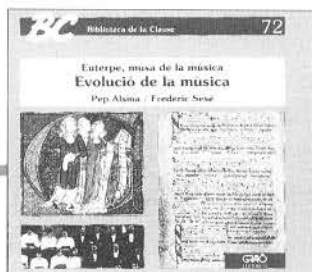 BC Biblioteca de la Classe 72
Euterpe, musa de la música
Evolució de la música
Pep Alsina / Frederic Sesé
GRAÓ